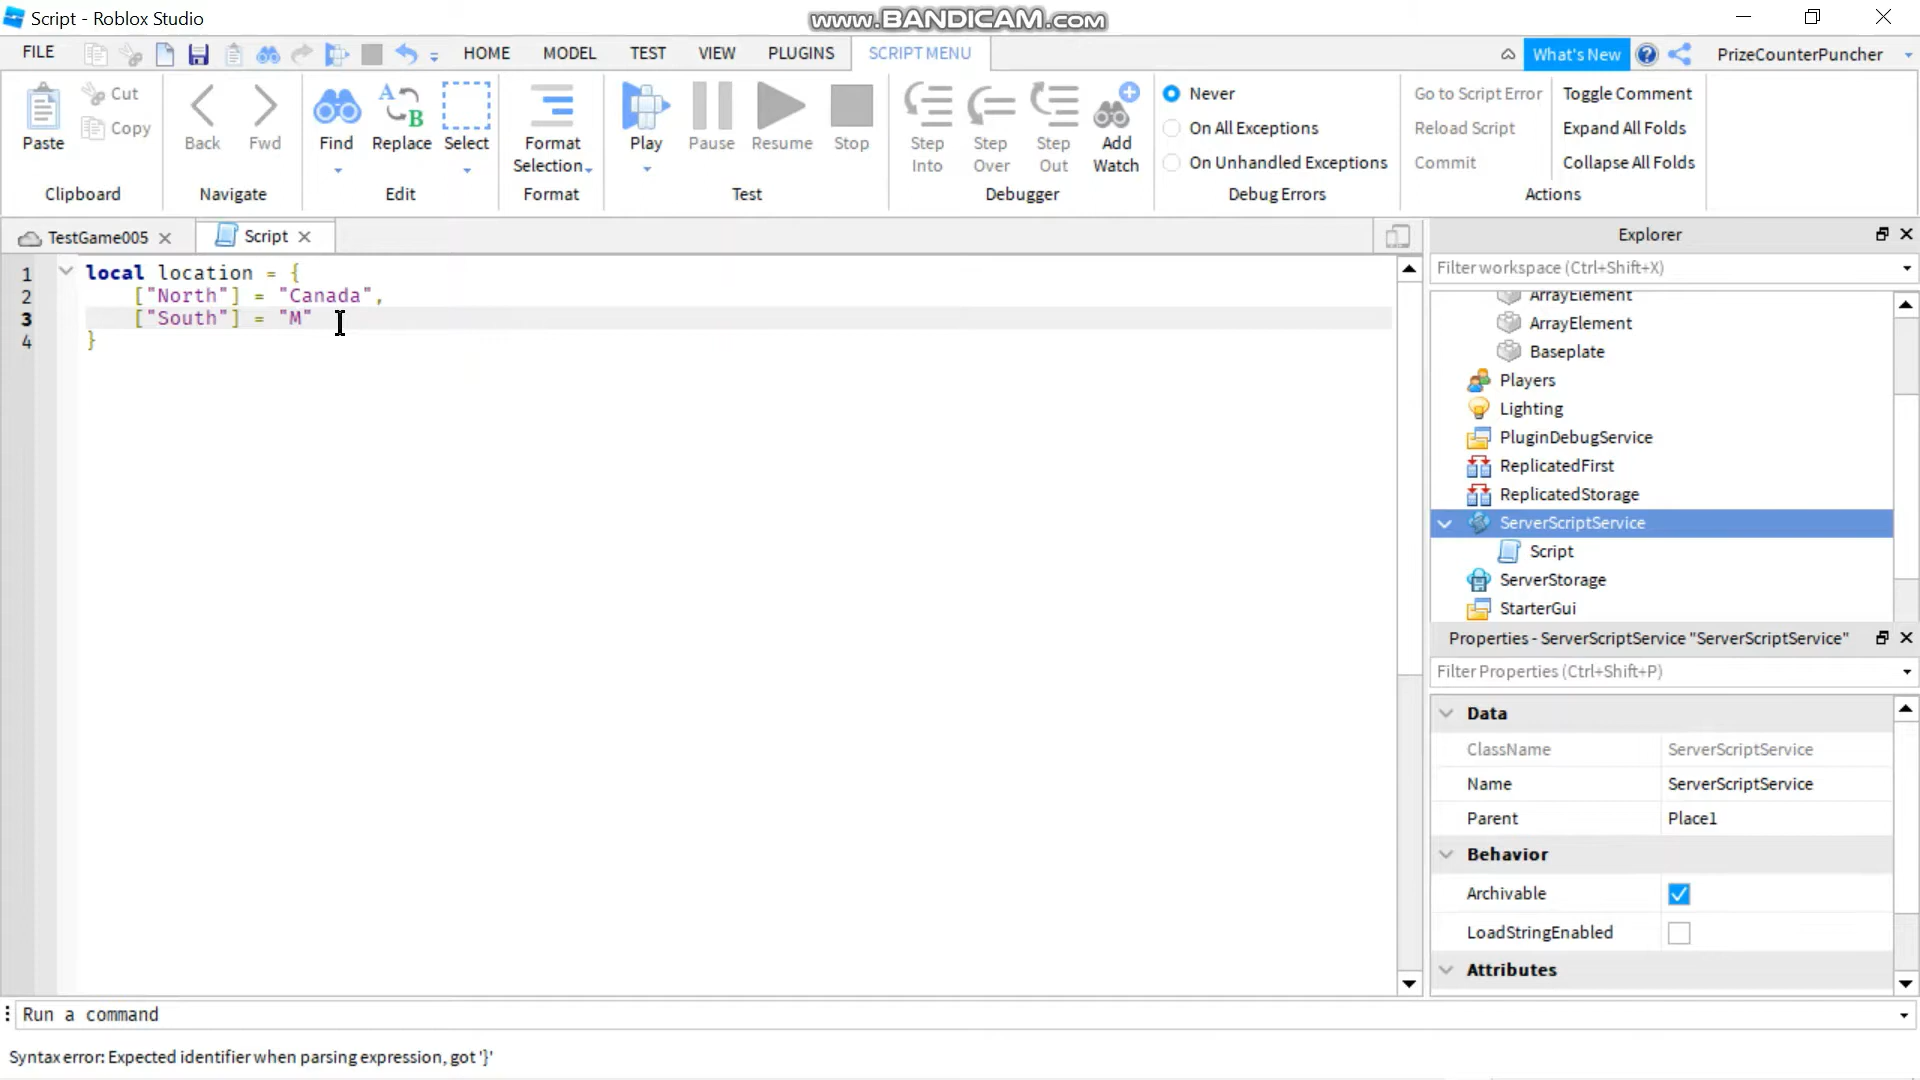 Script - Roblox Studio
www.BANDICAM.com
FILE
HOME
MODEL
TEST
VIEW
PLUGINS
SCRIPT MENU
What's New
PrizeCounterPuncher
Paste
Cut
Copy
Clipboard
Back
Fwd
Navigate
Find
Replace
Select
Edit
Format
Selection
Format
Play
Pause
Resume
Stop
Test
Step
Into
Step
Over
Step
Out
Add
Watch
Debugger
Never
On All Exceptions
On Unhandled Exceptions
Debug Errors
Go to Script Error
Reload Script
Commit
Toggle Comment
Expand All Folds
Collapse All Folds
Actions
TestGame005
Script
1 local location = {
2 ["North"] = "Canada",
3 ["South"] = "M"
4 }
Explorer
Filter workspace (Ctrl+Shift+X)
ArrayElement
ArrayElement
Baseplate
Players
Lighting
PluginDebugService
ReplicatedFirst
ReplicatedStorage
ServerScriptService
Script
ServerStorage
StarterGui
Properties - ServerScriptService "ServerScriptService"
Filter Properties (Ctrl+Shift+P)
Data
ClassName ServerScriptService
Name ServerScriptService
Parent Place1
Behavior
Archivable
LoadStringEnabled
Attributes
Run a command
Syntax error: Expected identifier when parsing expression, got '}'